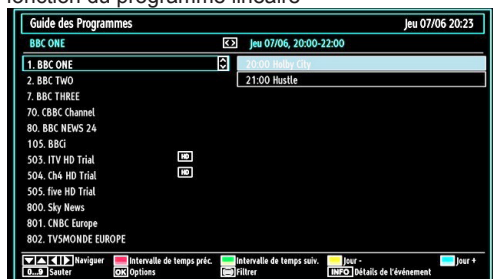 fonction du programme linéaire
Guide des Programmes Jeu 07/06 20:23
BBC ONE Jeu 07/06, 20:00-22:00
1. BBC ONE 20:00 Holby City
2. BBC TWO 21:00 Hustle
7. BBC THREE
70. CBBC Channel
80. BBC NEWS 24
105. BBCi
503. ITV HD Trial HD
504. Ch4 HD Trial HD
505. five HD Trial
800. Sky News
801. CNBC Europe
802. TV5MONDE EUROPE
Naviguer Intervalle de temps préc. Intervalle de temps suiv. Jour - Jour +
0...9 Sauter OK Options Filtrer INFO Détails de l'événement